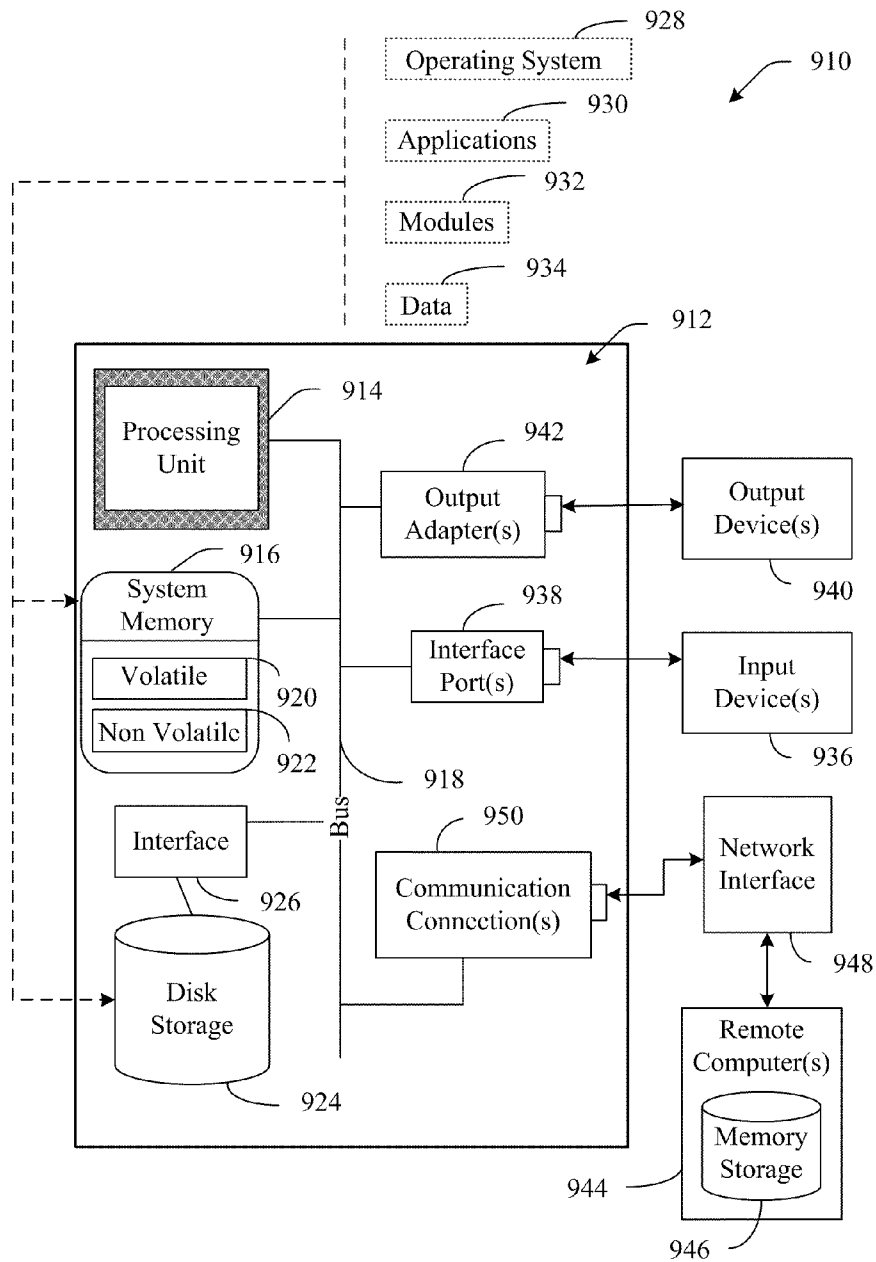 928
Operating System
910
930
Applications
932
Modules
934
Data
912
914
Processing
Unit
942
Output
Adapter(s)
Output
Device(s)
940
916
System
Memory
938
Interface
Port(s)
Input
Device(s)
936
Volatile
920
Non Volatile
922
918
Bus
950
Interface
926
Communication
Connection(s)
Network
Interface
948
Disk
Storage
924
Remote
Computer(s)
Memory
Storage
944
946